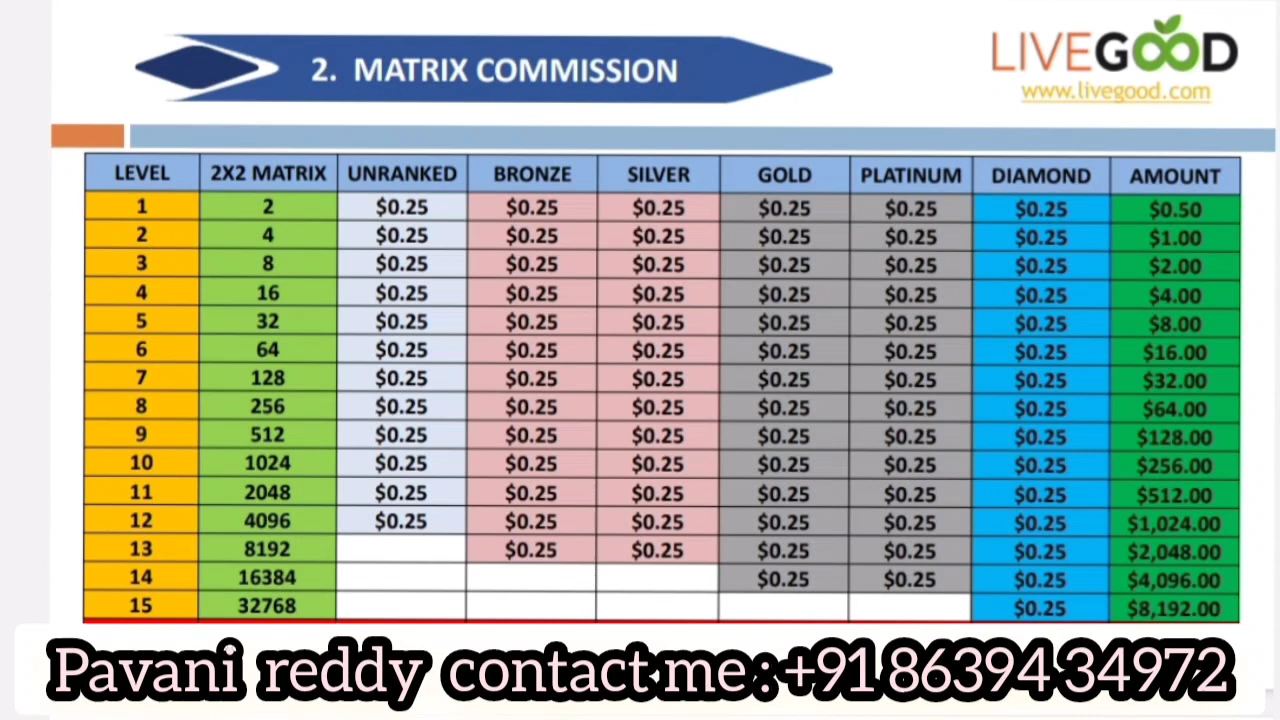 2. MATRIX COMMISSION
LIVEGOOD
www.livegood.com
LEVEL 2X2 MATRIX UNRANKED BRONZE SILVER GOLD PLATINUM DIAMOND AMOUNT
1 2 $0.25 $0.25 $0.25 $0.25 $0.25 $0.25 $0.50
2 4 $0.25 $0.25 $0.25 $0.25 $0.25 $0.25 $1.00
3 8 $0.25 $0.25 $0.25 $0.25 $0.25 $0.25 $2.00
4 16 $0.25 $0.25 $0.25 $0.25 $0.25 $0.25 $4.00
5 32 $0.25 $0.25 $0.25 $0.25 $0.25 $0.25 $8.00
6 64 $0.25 $0.25 $0.25 $0.25 $0.25 $0.25 $16.00
7 128 $0.25 $0.25 $0.25 $0.25 $0.25 $0.25 $32.00
8 256 $0.25 $0.25 $0.25 $0.25 $0.25 $0.25 $64.00
9 512 $0.25 $0.25 $0.25 $0.25 $0.25 $0.25 $128.00
10 1024 $0.25 $0.25 $0.25 $0.25 $0.25 $0.25 $256.00
11 2048 $0.25 $0.25 $0.25 $0.25 $0.25 $0.25 $512.00
12 4096 $0.25 $0.25 $0.25 $0.25 $0.25 $0.25 $1,024.00
13 8192 $0.25 $0.25 $0.25 $0.25 $0.25 $2,048.00
14 16384 $0.25 $0.25 $0.25 $4,096.00
15 32768 $0.25 $8,192.00
Pavani reddy contact me : +91 86394 34972